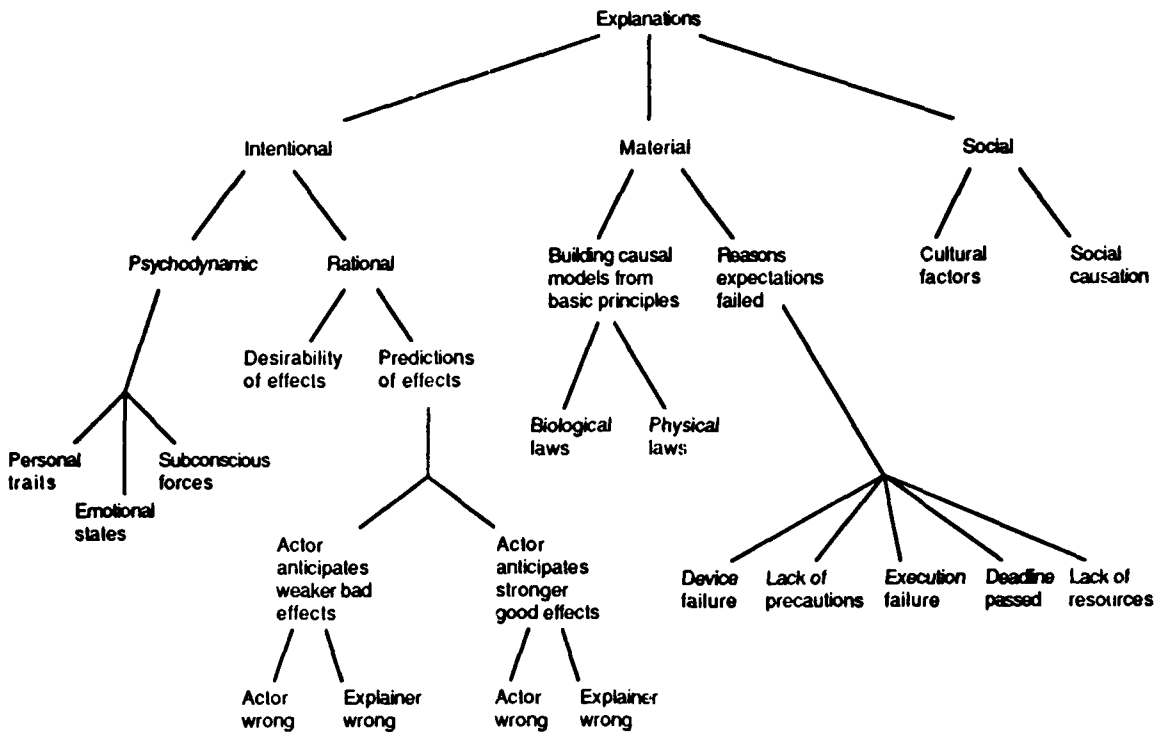 Explanations
Intentional
Material
Social
Psychodynamic
Rational
Building causal
models from
basic principles
Reasons
expectations
failed
Cultural
factors
Social
causation
Desirability
of effects
Predictions
of effects
Biological
laws
Physical
laws
Personal
traits
Emotional
states
Subconscious
forces
Actor
anticipates
weaker bad
effects
Actor
anticipates
stronger
good effects
Device
failure
Lack of
precautions
Execution
failure
Deadline
passed
Lack of
resources
Actor
wrong
Explainer
wrong
Actor
wrong
Explainer
wrong